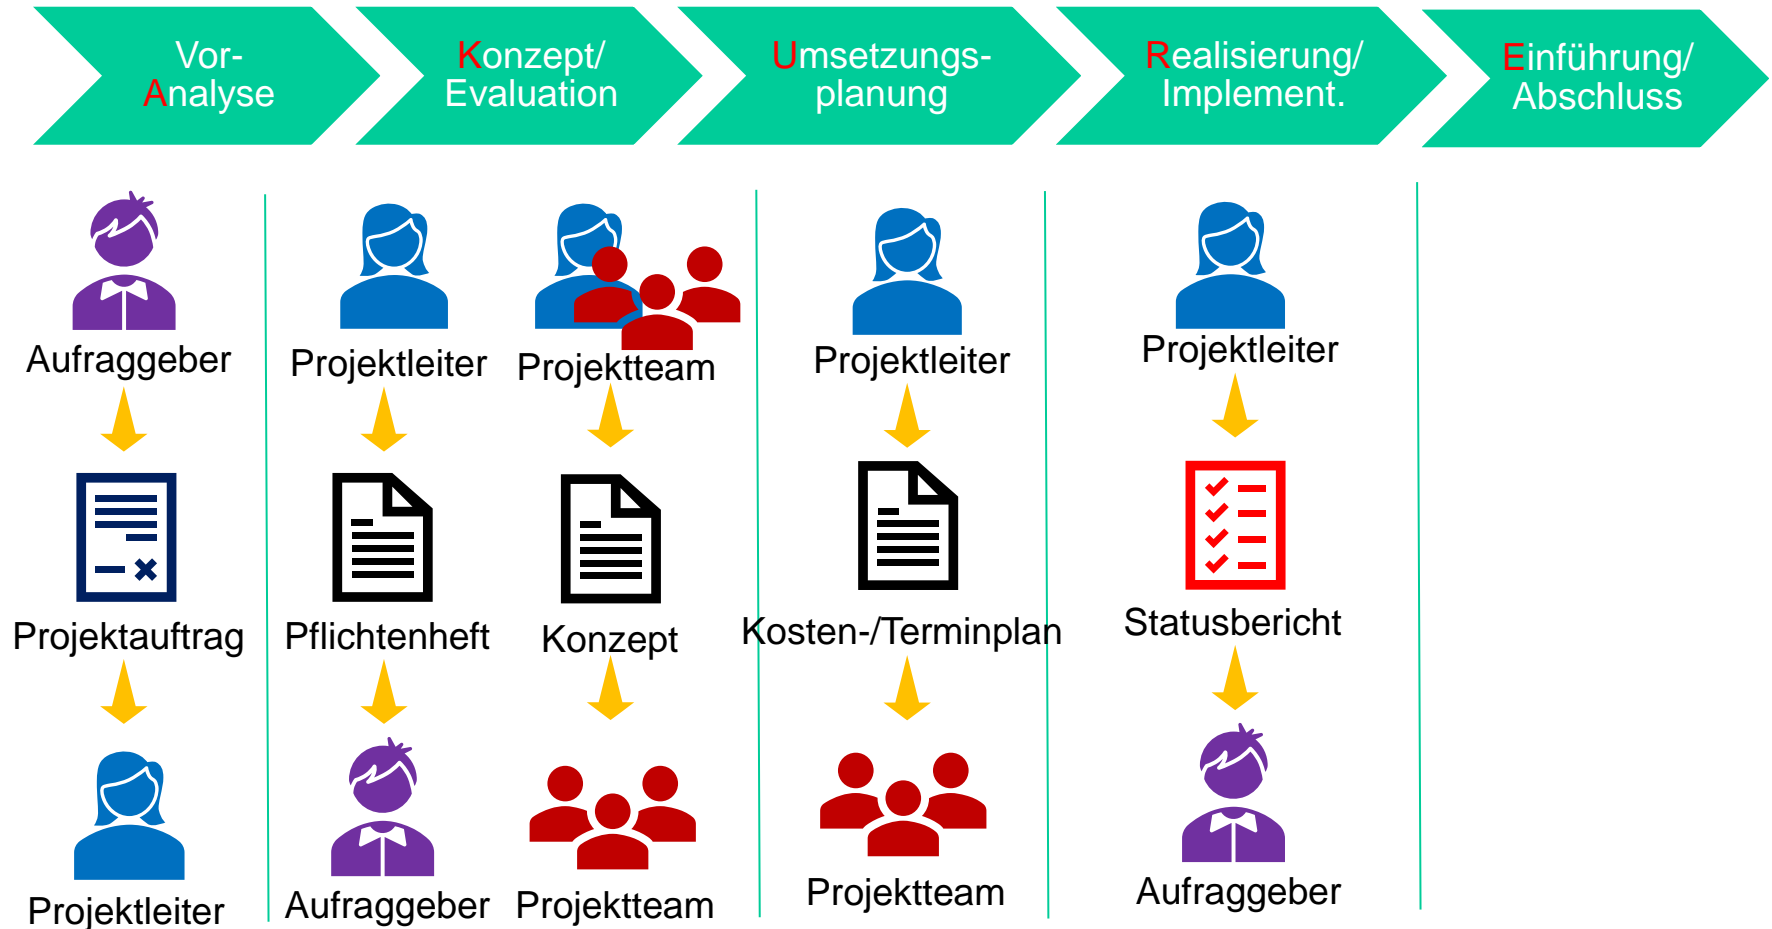 Vor-
Analyse
Konzept/
Evaluation
Umsetzungs-
planung
Realisierung/
Implement.
Einführung/
Abschluss
Aufraggeber
Projektleiter
Projektteam
Projektleiter
Projektleiter
Projektauftrag
Pflichtenheft
Konzept
Kosten-/Terminplan
Statusbericht
Projektleiter
Aufraggeber
Projektteam
Projektteam
Aufraggeber